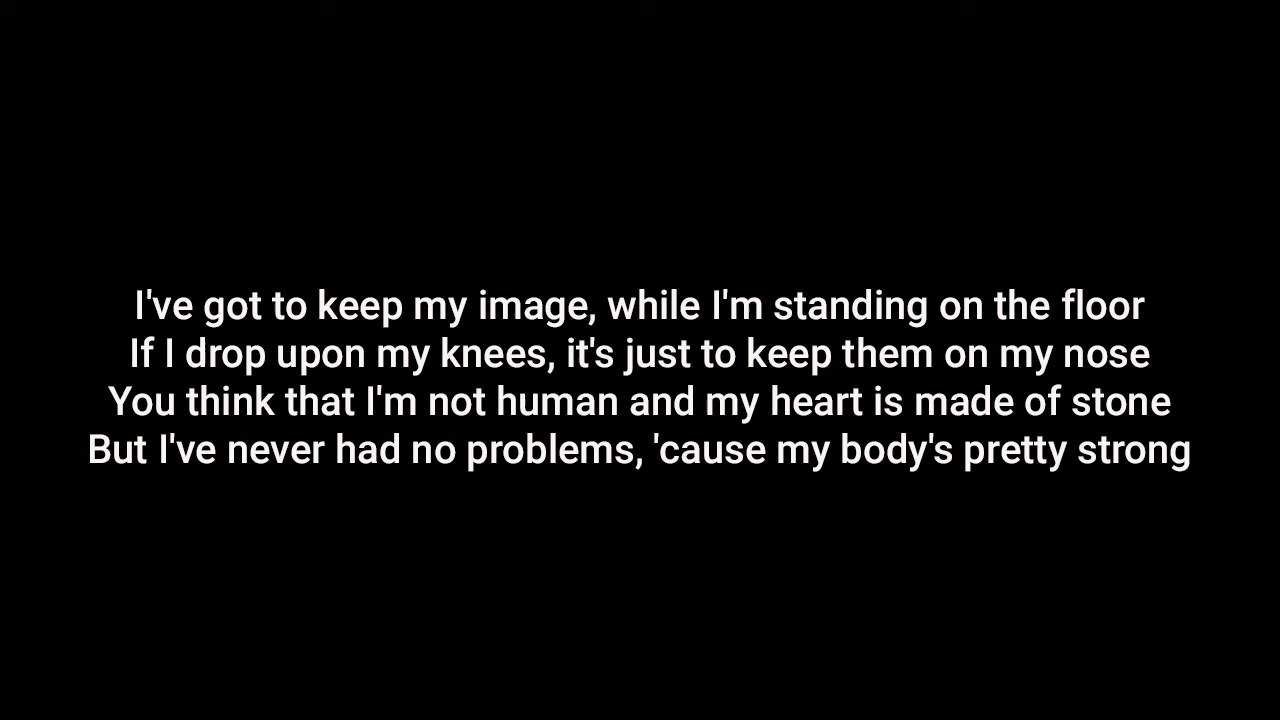 I've got to keep my image, while I'm standing on the floor
If I drop upon my knees, it's just to keep them on my nose
You think that I'm not human and my heart is made of stone
But I've never had no problems, 'cause my body's pretty strong